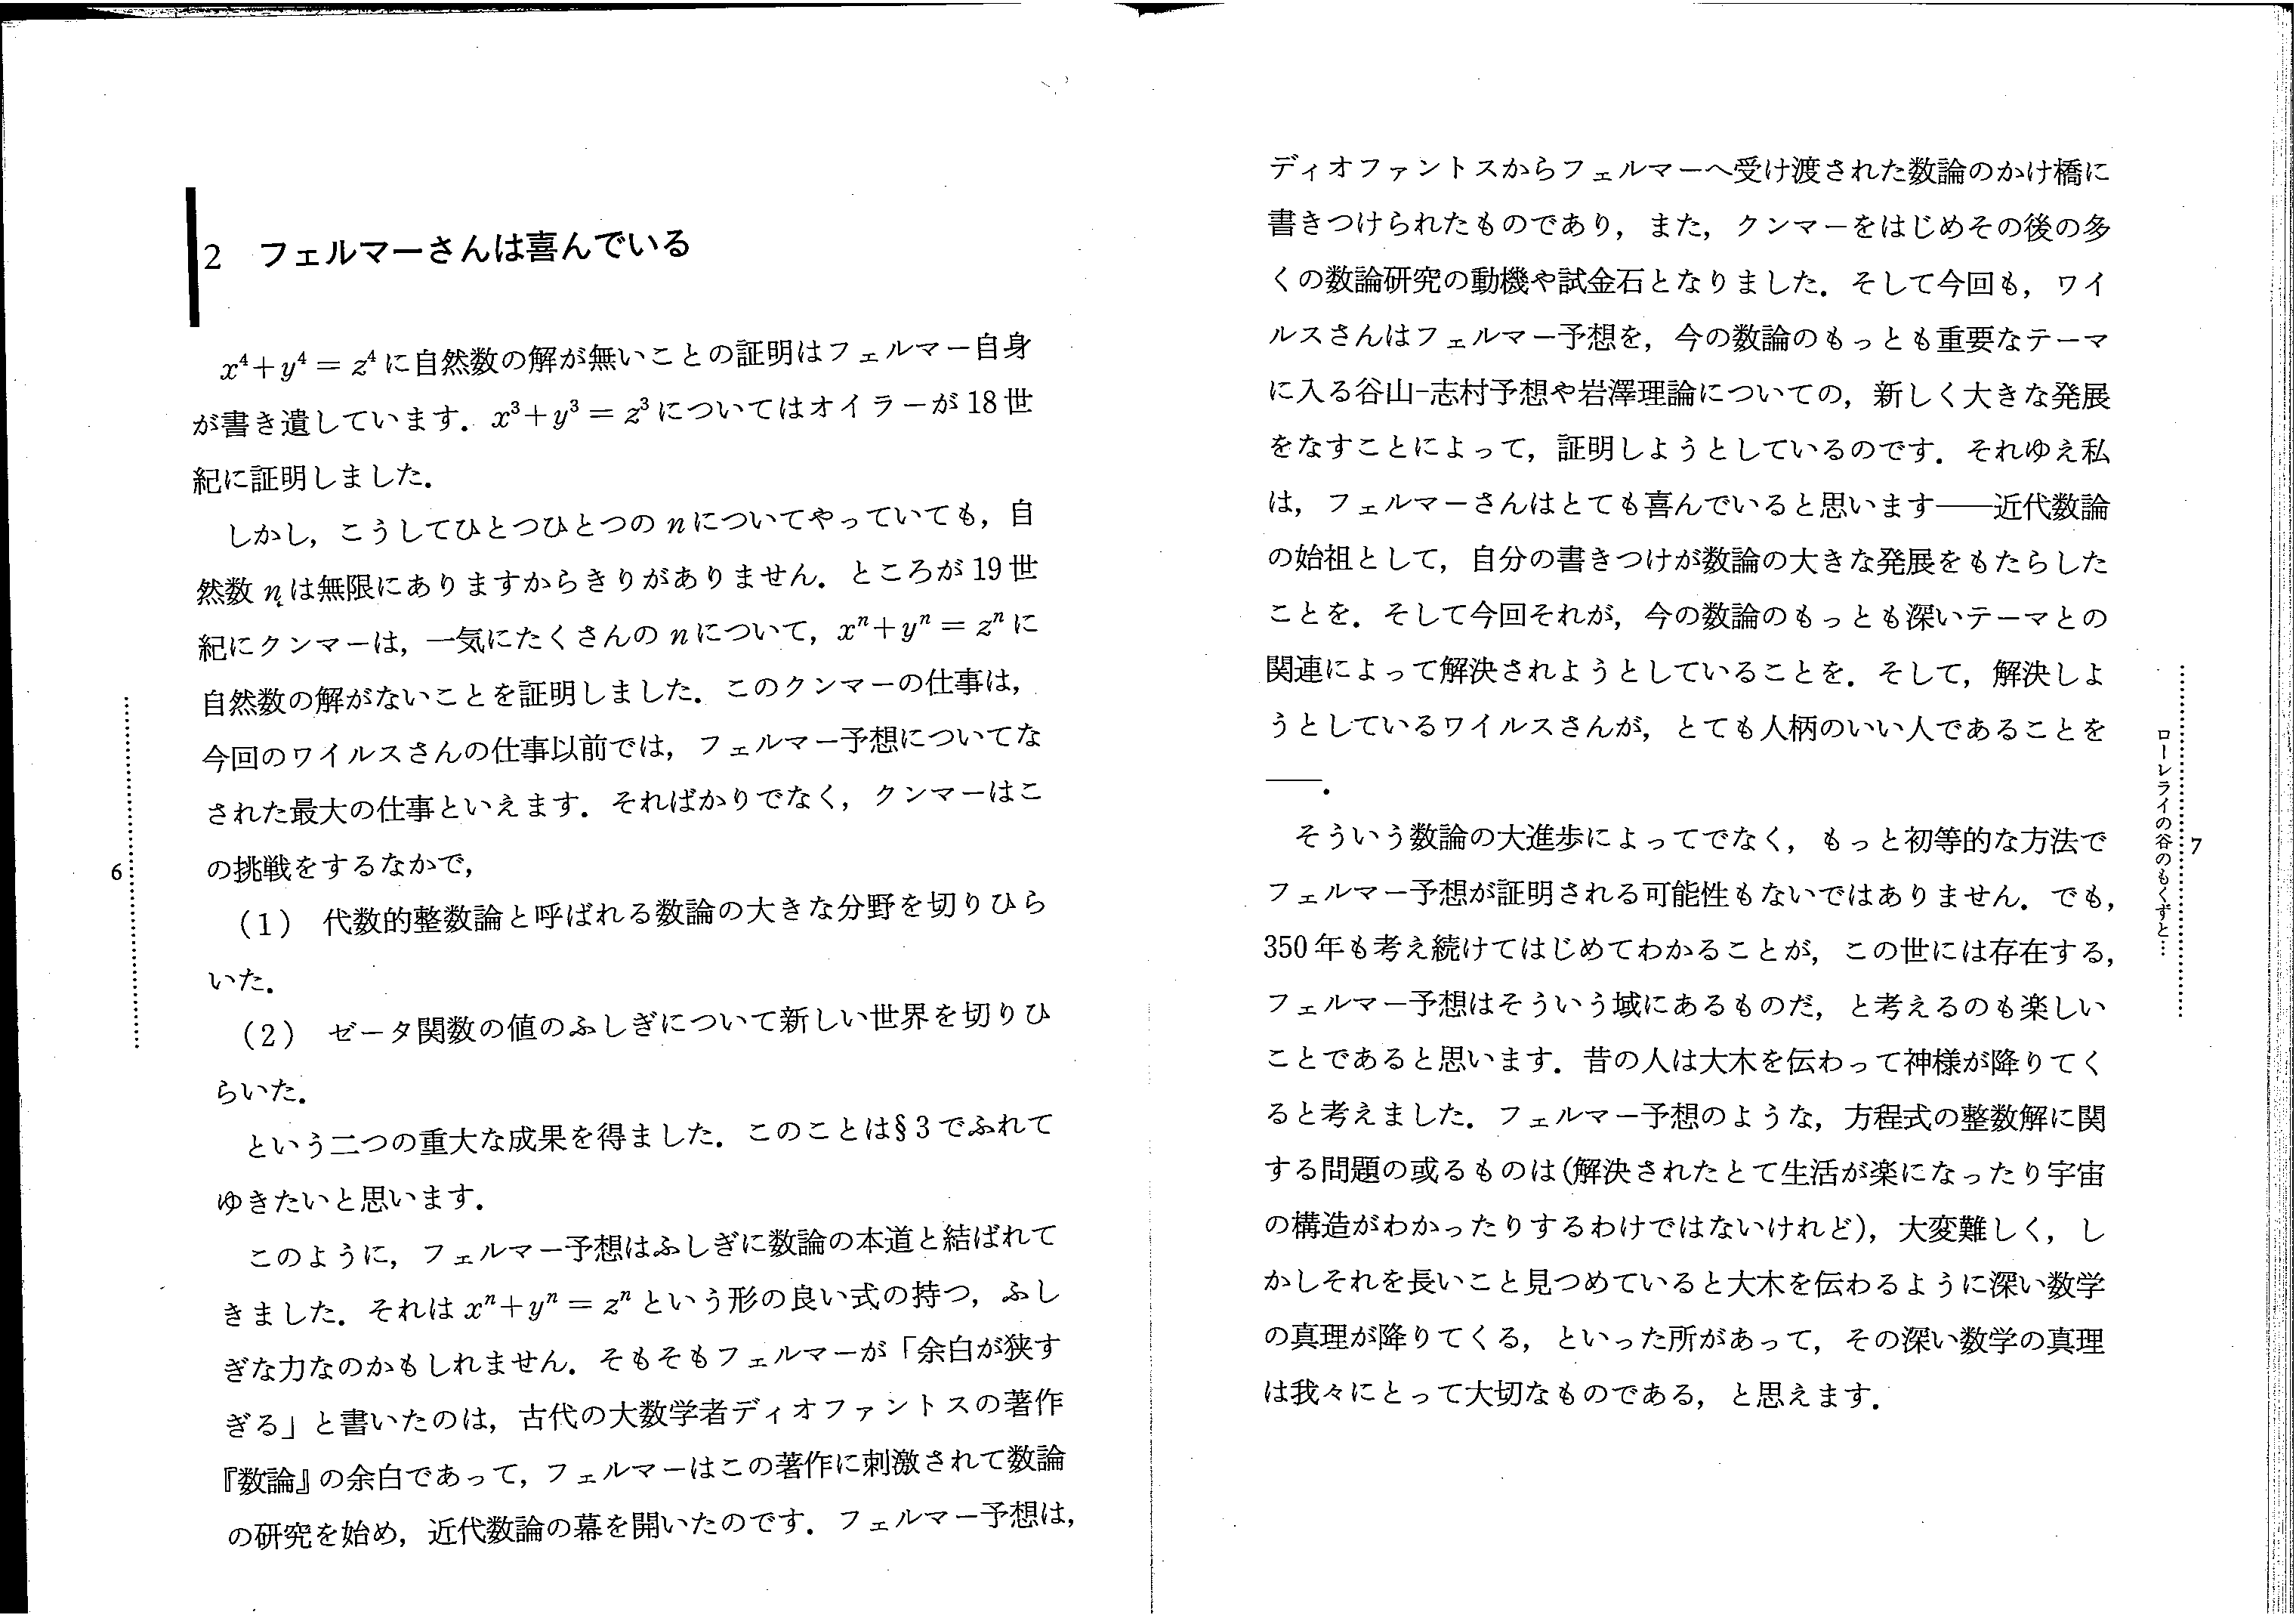 2 フェルマーさんは喜んでいる
x⁴+y⁴ = z⁴ に自然数の解が無いことの証明はフェルマー自身
が書き遺しています．x³+y³ = z³ についてはオイラーが 18 世
紀に証明しました．
しかし，こうしてひとつひとつの n についてやっていても，自
然数 n は無限にありますからきりがありません．ところが 19 世
紀にクンマーは，一気にたくさんの n について，xⁿ+yⁿ = zⁿ に
自然数の解がないことを証明しました．このクンマーの仕事は，
今回のワイルスさんの仕事以前では，フェルマー予想についてな
された最大の仕事といえます．そればかりでなく，クンマーはこ
の挑戦をするなかで，
（1） 代数的整数論と呼ばれる数論の大きな分野を切りひら
いた．
（2） ゼータ関数の値のふしぎについて新しい世界を切りひ
らいた．
という二つの重大な成果を得ました．このことは§3 でふれて
ゆきたいと思います．
このように，フェルマー予想はふしぎに数論の本道と結ばれて
きました．それは xⁿ+yⁿ = zⁿ という形の良い式の持つ，ふし
ぎな力なのかもしれません．そもそもフェルマーが「余白が狭す
ぎる」と書いたのは，古代の大数学者ディオファントスの著作
『数論』の余白であって，フェルマーはこの著作に刺激されて数論
の研究を始め，近代数論の幕を開いたのです．フェルマー予想は，
6
ディオファントスからフェルマーへ受け渡された数論のかけ橋に
書きつけられたものであり，また，クンマーをはじめその後の多
くの数論研究の動機や試金石となりました．そして今回も，ワイ
ルスさんはフェルマー予想を，今の数論のもっとも重要なテーマ
に入る谷山-志村予想や岩澤理論についての，新しく大きな発展
をなすことによって，証明しようとしているのです．それゆえ私
は，フェルマーさんはとても喜んでいると思います――近代数論
の始祖として，自分の書きつけが数論の大きな発展をもたらした
ことを．そして今回それが，今の数論のもっとも深いテーマとの
関連によって解決されようとしていることを．そして，解決しよ
うとしているワイルスさんが，とても人柄のいい人であることを
――．
そういう数論の大進歩によってでなく，もっと初等的な方法で
フェルマー予想が証明される可能性もないではありません．でも，
350 年も考え続けてはじめてわかることが，この世には存在する，
フェルマー予想はそういう域にあるものだ，と考えるのも楽しい
ことであると思います．昔の人は大木を伝わって神様が降りてく
ると考えました．フェルマー予想のような，方程式の整数解に関
する問題の或るものは（解決されたとて生活が楽になったり宇宙
の構造がわかったりするわけではないけれど），大変難しく，し
かしそれを長いこと見つめていると大木を伝わるように深い数学
の真理が降りてくる，といった所があって，その深い数学の真理
は我々にとって大切なものである，と思えます．
ローレライの谷のもくずと…
7